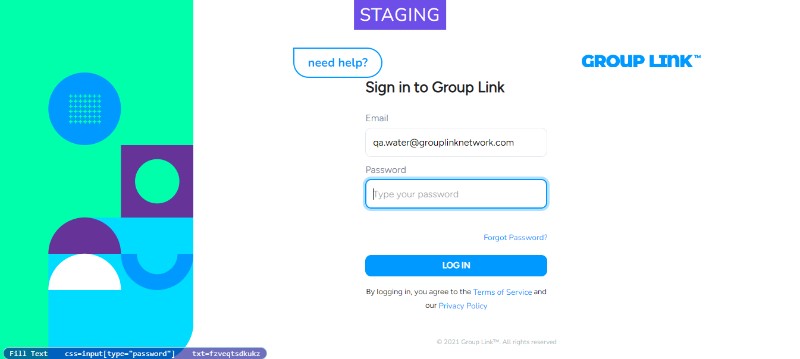 STAGING
need help?
GROUP LINK™
Sign in to Group Link
Email
qa.water@grouplinknetwork.com
Password
Type your password
Forgot Password?
LOG IN
By logging in, you agree to the Terms of Service and
our Privacy Policy
© 2021 Group Link™. All rights reserved
Fill Text css=input[type="password"] txt=fzveqtsdkukz